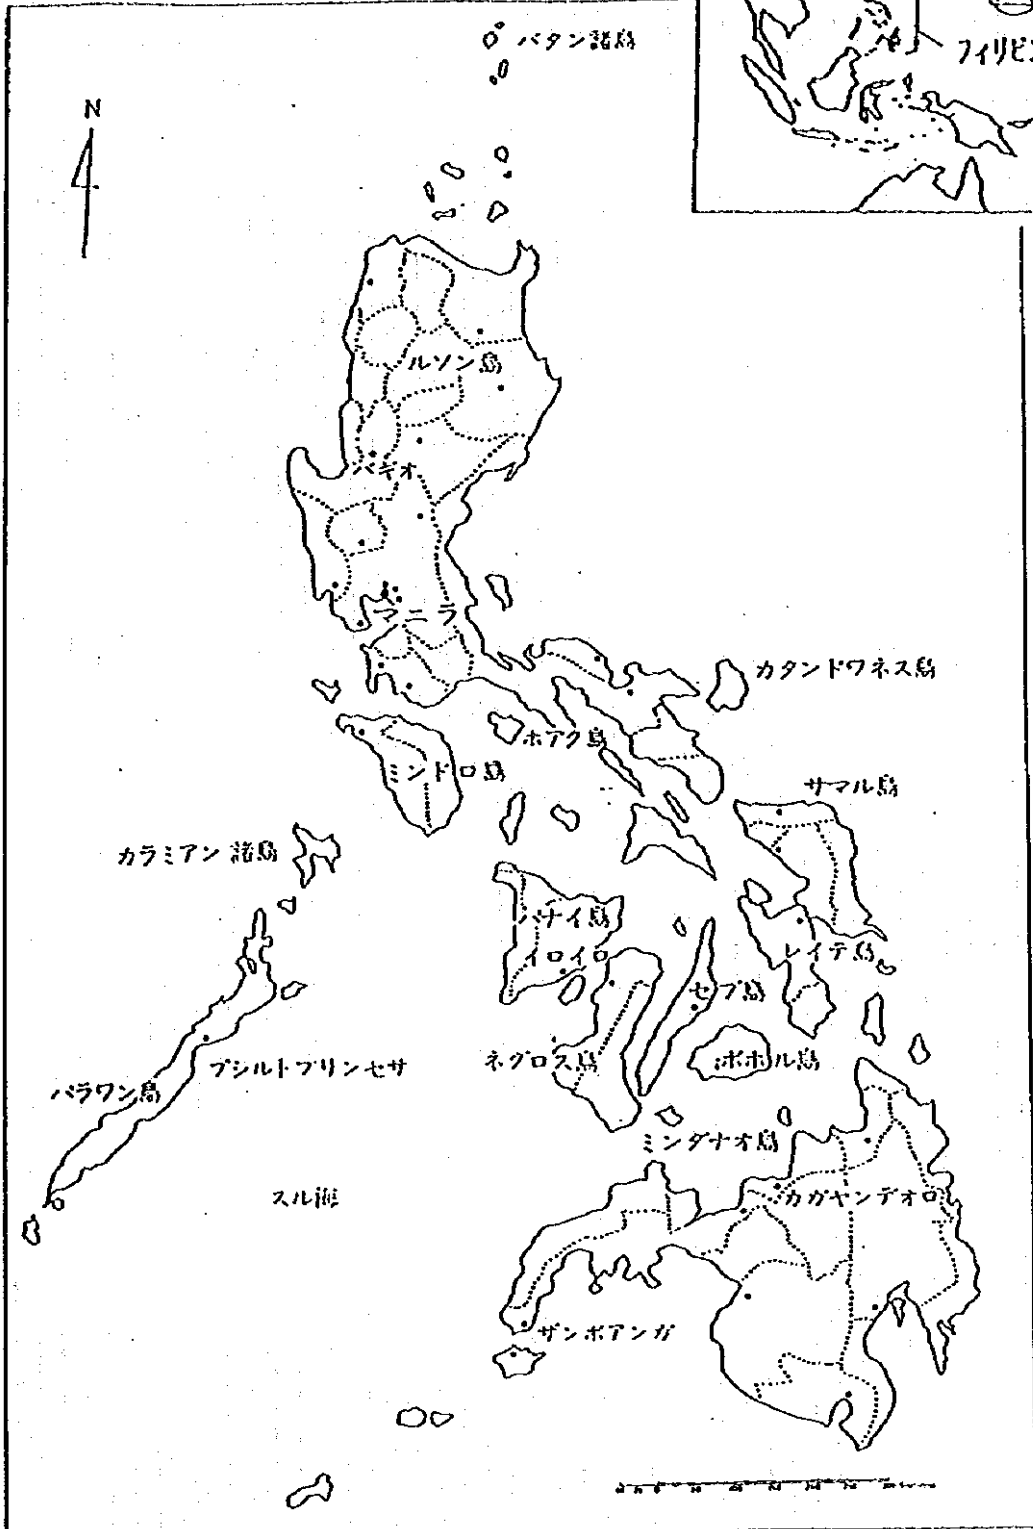 バタン諸島
フィリピン
N
ルソン島
バギオ
マニラ
カタンドワネス島
ホアク島
ミンドロ島
サマル島
カラミアン諸島
パナイ島
イロイロ
レイテ島
セブ島
ネグロス島
ボホル島
プシルトプリンセサ
パラワン島
ミンダナオ島
スル海
カガヤンデオロ
ザンボアンガ